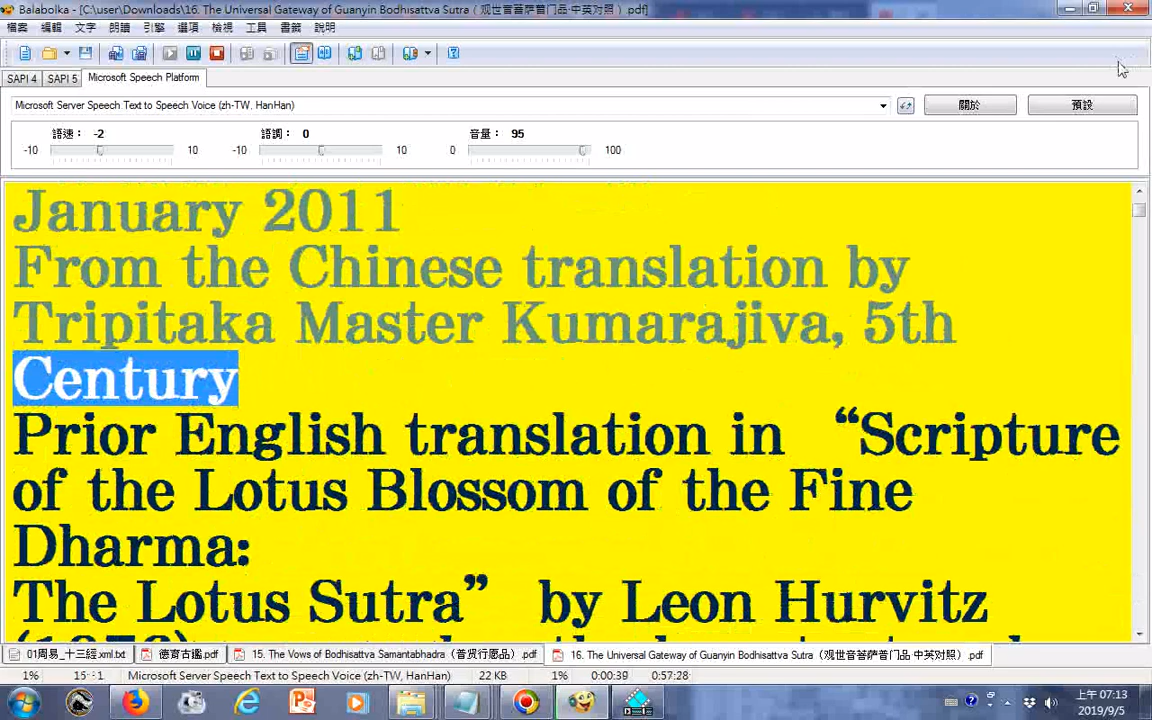 Balabolka - [C:\user\Downloads\16. The Universal Gateway of Guanyin Bodhisattva Sutra（观世音菩萨普门品·中英对照）.pdf]
檔案 編輯 文字 朗讀 引擎 選項 檢視 工具 書籤 說明
SAPI 4 SAPI 5 Microsoft Speech Platform
Microsoft Server Speech Text to Speech Voice (zh-TW, HanHan) 關於 預設
語速： -2 語調： 0 音量： 95
-10 10 -10 10 0 100
January 2011
From the Chinese translation by
Tripitaka Master Kumarajiva, 5th
Century
Prior English translation in “Scripture
of the Lotus Blossom of the Fine
Dharma:
The Lotus Sutra” by Leon Hurvitz
01周易_十三經.xml.txt 德育古鑑.pdf 15. The Vows of Bodhisattva Samantabhadra（普贤行愿品）.pdf 16. The Universal Gateway of Guanyin Bodhisattva Sutra（观世音菩萨普门品·中英对照）.pdf
1% Microsoft Server Speech Text to Speech Voice (zh-TW, HanHan) 22 KB 1% 0:00:39 0:57:28
上午 07:13
2019/9/5